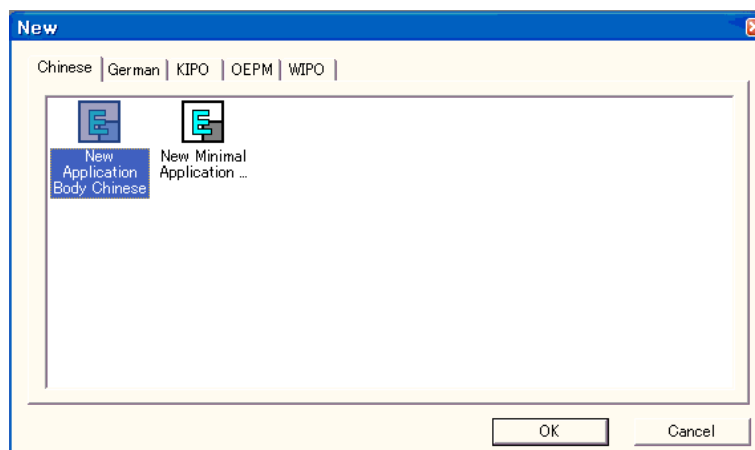 New
Chinese German KIPO OEPM WIPO
New
Application
Body Chinese
New Minimal
Application ...
OK Cancel